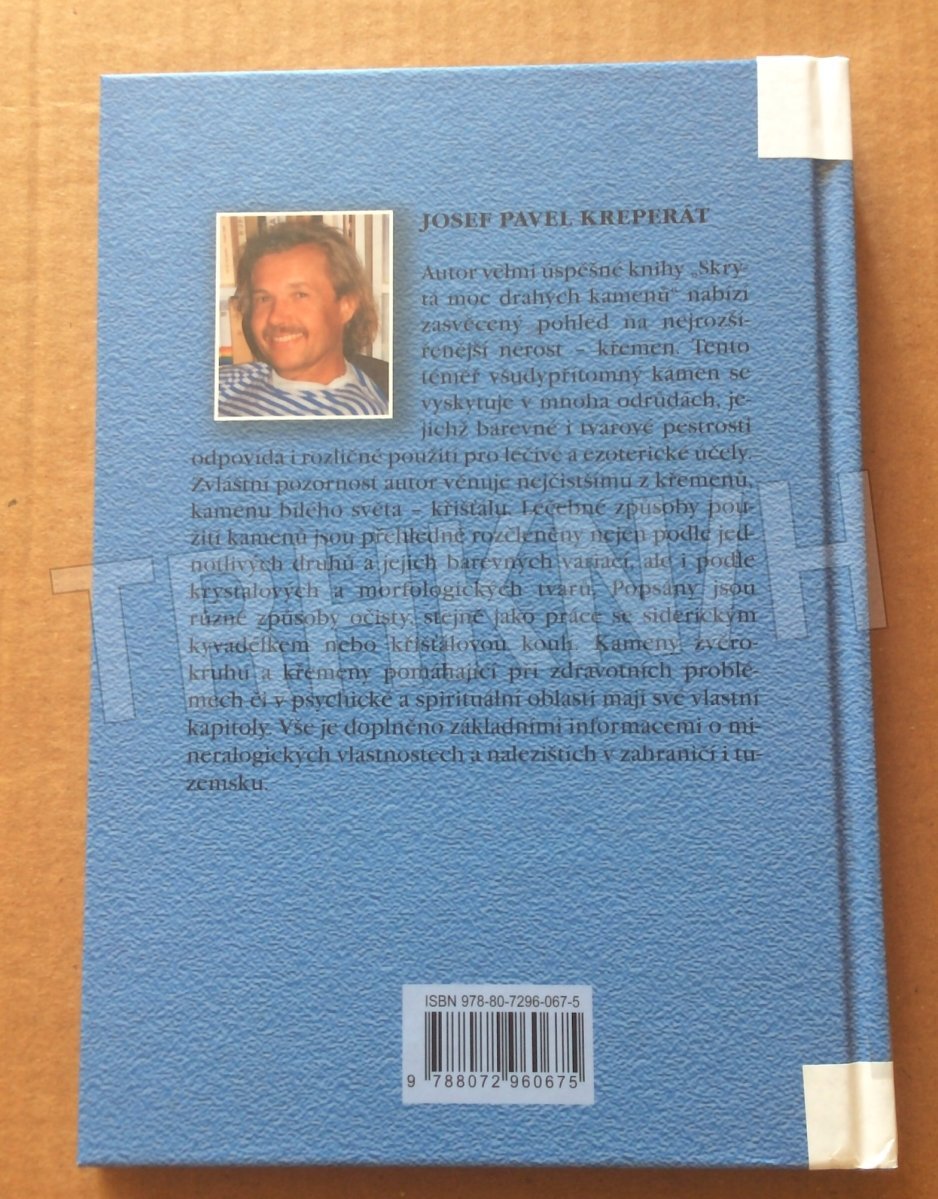 JOSEF PAVEL KREPERÁT
Autor velmi úspěšné knihy „Skry-
tá moc drahých kamenů“ nabízí
zasvěcený pohled na nejrozší-
řenější nerost – křemen. Tento
téměř všudypřítomný kámen se
vyskytuje v mnoha odrůdách, je-
jichž barevné i tvarové pestrosti
odpovídá i rozličné použití pro léčivé a ezoterické účely.
Zvláštní pozornost autor věnuje nejčistšímu z křemenů,
kamenu bílého světa – křišťálu. Léčebné způsoby pou-
žití kamenů jsou přehledně rozčleněny nejen podle jed-
notlivých druhů a jejich barevných variací, ale i podle
krystalových a morfologických tvarů. Popsány jsou
různé způsoby očisty, stejně jako práce se siderickým
kyvadélkem nebo křišťálovou koulí. Kameny zvěro-
kruhu a křemeny pomáhající při zdravotních problé-
mech či v psychické a spirituální oblasti mají své vlastní
kapitoly. Vše je doplněno základními informacemi o mi-
neralogických vlastnostech a nalezištích v zahraničí i tu-
zemsku.
TRHKNIH
ISBN 978-80-7296-067-5
9 788072 960675